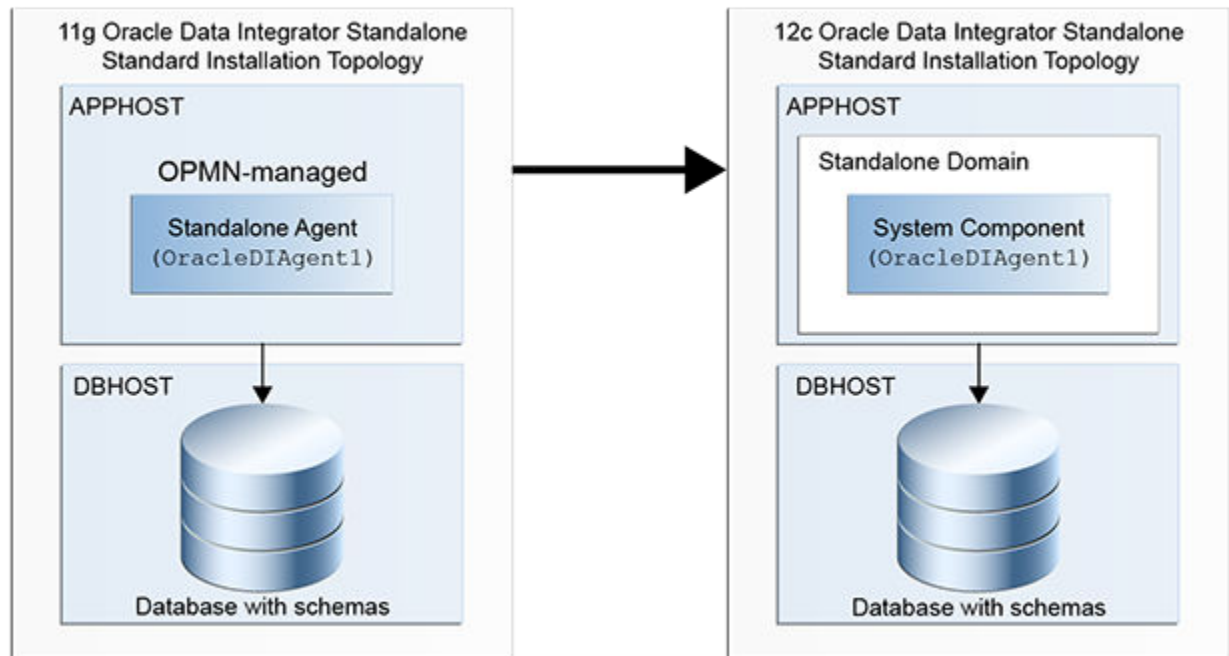 11g Oracle Data Integrator Standalone
Standard Installation Topology
APPHOST
OPMN-managed
Standalone Agent
(OracleDIAgent1)
DBHOST
Database with schemas
12c Oracle Data Integrator Standalone
Standard Installation Topology
APPHOST
Standalone Domain
System Component
(OracleDIAgent1)
DBHOST
Database with schemas